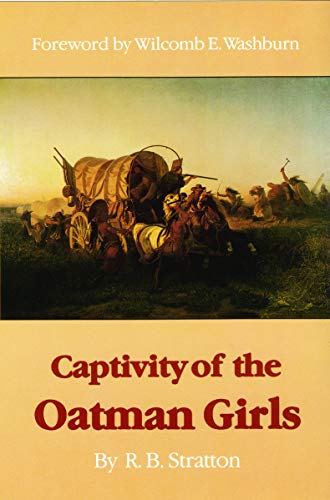 Foreword by Wilcomb E. Washburn
Captivity of the
Oatman Girls
By R. B. Stratton